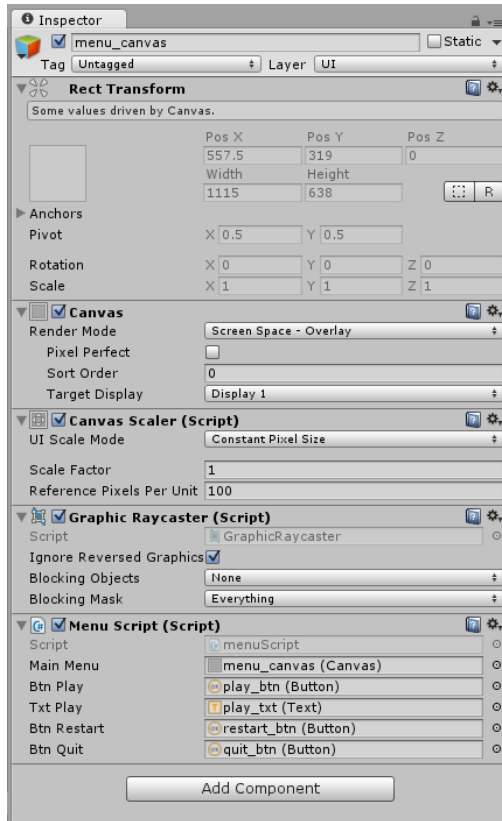 Inspector
menu_canvas Static
Tag Untagged Layer UI
Rect Transform
Some values driven by Canvas.
Pos X Pos Y Pos Z
557.5 319 0
Width Height
1115 638
R
Anchors
Pivot X 0.5 Y 0.5
Rotation X 0 Y 0 Z 0
Scale X 1 Y 1 Z 1
Canvas
Render Mode Screen Space - Overlay
Pixel Perfect
Sort Order 0
Target Display Display 1
Canvas Scaler (Script)
UI Scale Mode Constant Pixel Size
Scale Factor 1
Reference Pixels Per Unit 100
Graphic Raycaster (Script)
Script GraphicRaycaster
Ignore Reversed Graphics
Blocking Objects None
Blocking Mask Everything
C# Menu Script (Script)
Script menuScript
Main Menu menu_canvas (Canvas)
Btn Play OK play_btn (Button)
Txt Play T play_txt (Text)
Btn Restart OK restart_btn (Button)
Btn Quit OK quit_btn (Button)
Add Component